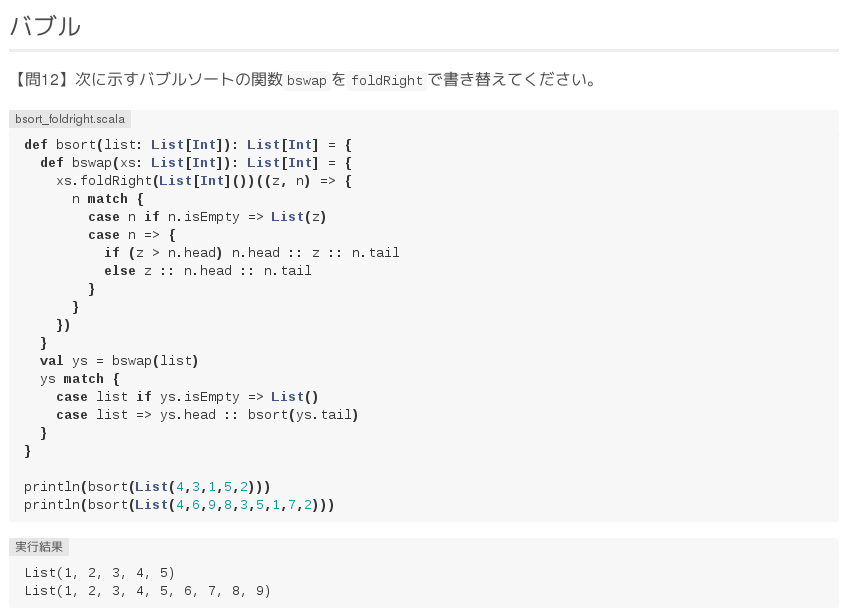 バブル
【問12】次に示すバブルソートの関数 bswap を foldRight で書き替えてください。
bsort_foldright.scala
def bsort(list: List[Int]): List[Int] = {
  def bswap(xs: List[Int]): List[Int] = {
    xs.foldRight(List[Int]())((z, n) => {
      n match {
        case n if n.isEmpty => List(z)
        case n => {
          if (z > n.head) n.head :: z :: n.tail
          else z :: n.head :: n.tail
        }
      }
    })
  }
  val ys = bswap(list)
  ys match {
    case list if ys.isEmpty => List()
    case list => ys.head :: bsort(ys.tail)
  }
}
println(bsort(List(4,3,1,5,2)))
println(bsort(List(4,6,9,8,3,5,1,7,2)))
実行結果
List(1, 2, 3, 4, 5)
List(1, 2, 3, 4, 5, 6, 7, 8, 9)